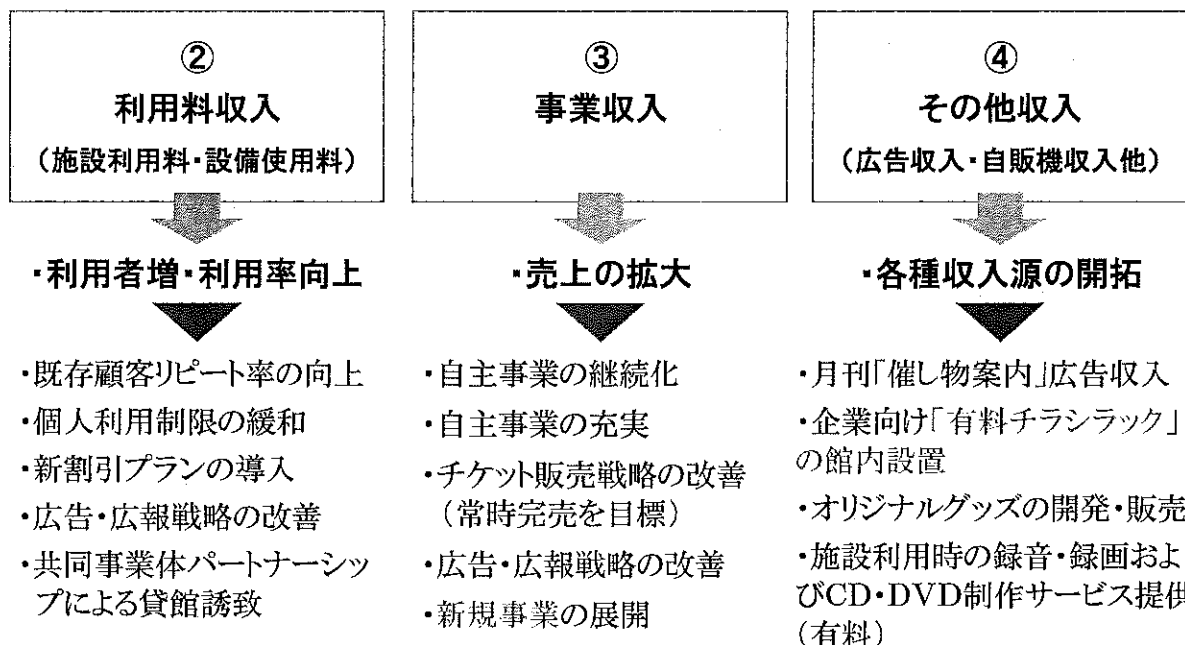 ②
利用料収入
（施設利用料・設備使用料）
・利用者増・利用率向上
・既存顧客リピート率の向上
・個人利用制限の緩和
・新割引プランの導入
・広告・広報戦略の改善
・共同事業体パートナーシッ
プによる貸館誘致
③
事業収入
・売上の拡大
・自主事業の継続化
・自主事業の充実
・チケット販売戦略の改善
（常時完売を目標）
・広告・広報戦略の改善
・新規事業の展開
④
その他収入
（広告収入・自販機収入他）
・各種収入源の開拓
・月刊「催し物案内」広告収入
・企業向け「有料チラシラック」
の館内設置
・オリジナルグッズの開発・販売
・施設利用時の録音・録画およ
びCD・DVD制作サービス提供
（有料）